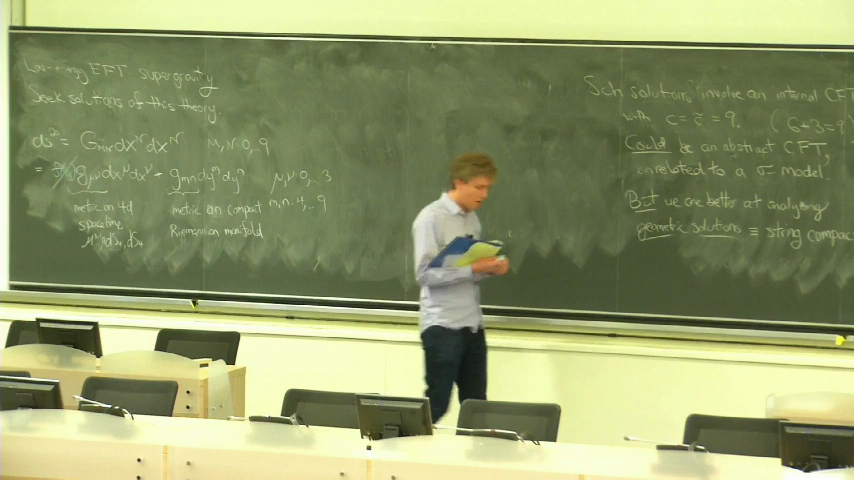 Low-energy EFT supergravity
Seek solutions of this theory.
ds² = G_MN dX^M dX^N M,N=0,..9
= g_μν dx^μ dx^ν + g_mn dy^m dy^n μ,ν=0,..3
m,n=4,..9
metric on 4d
spacetime
metric on compact
Riemannian manifold
Such solutions involve an internal CFT
with c = c̃ = 9. (6+3=9)
Could be an abstract CFT,
unrelated to a σ model.
But we are better at analysing
geometric solutions ≡ string compac